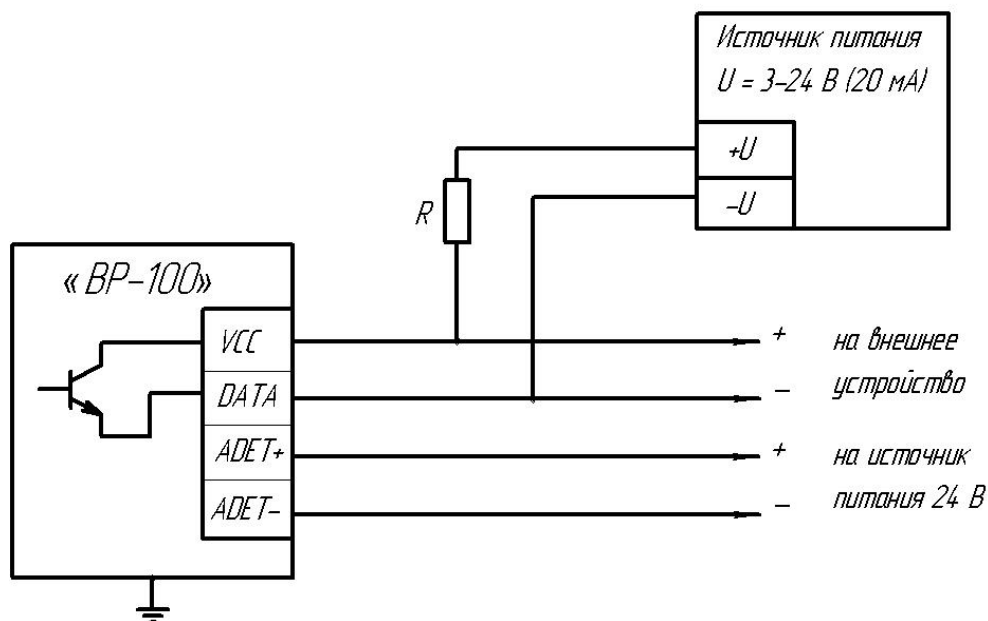 Источник питания
U = 3–24 В (20 мА)
+U
–U
R
«ВР–100»
VCC
DATA
ADET+
ADET–
+ на внешнее
– устройство
+ на источник
– питания 24 В